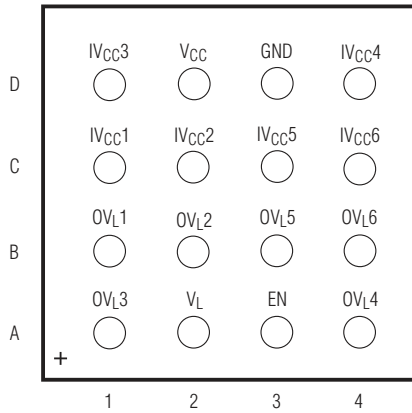 IVCC3 VCC GND IVCC4
D
IVCC1 IVCC2 IVCC5 IVCC6
C
OVL1 OVL2 OVL5 OVL6
B
OVL3 VL EN OVL4
A
+
1 2 3 4